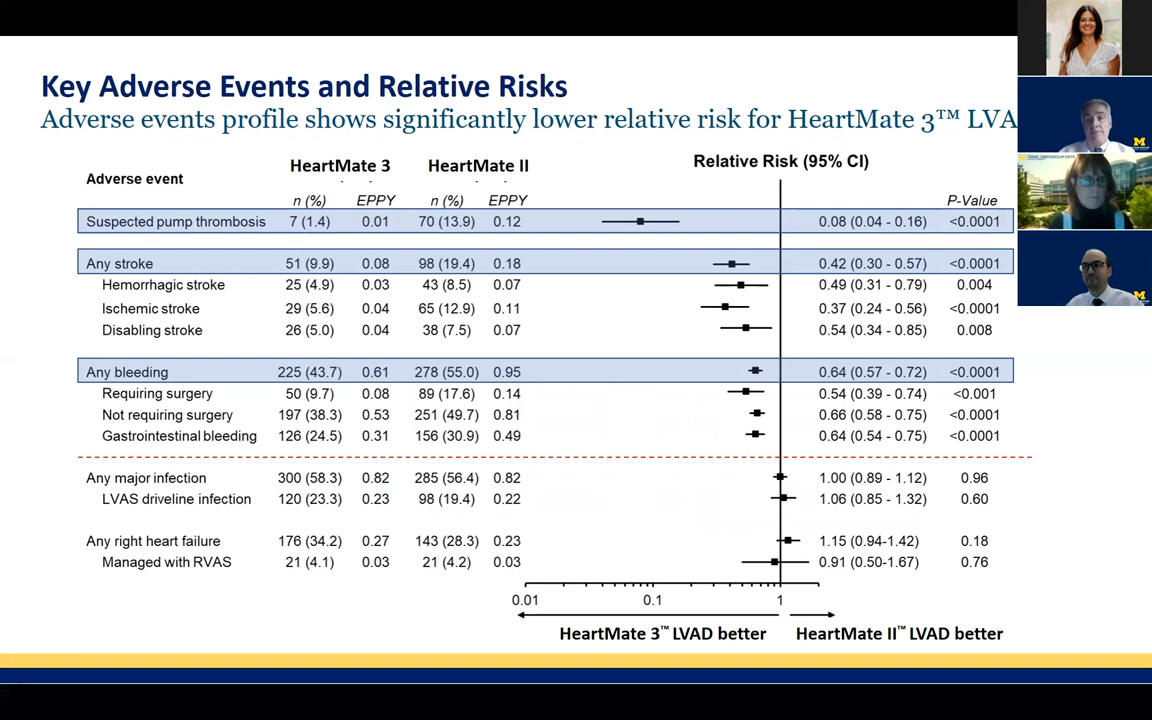 Key Adverse Events and Relative Risks
Adverse events profile shows significantly lower relative risk for HeartMate 3™ LVA
Adverse event HeartMate 3 HeartMate II Relative Risk (95% CI)
n (%) EPPY n (%) EPPY P-Value
Suspected pump thrombosis 7 (1.4) 0.01 70 (13.9) 0.12 0.08 (0.04 - 0.16) <0.0001
Any stroke 51 (9.9) 0.08 98 (19.4) 0.18 0.42 (0.30 - 0.57) <0.0001
Hemorrhagic stroke 25 (4.9) 0.03 43 (8.5) 0.07 0.49 (0.31 - 0.79) 0.004
Ischemic stroke 29 (5.6) 0.04 65 (12.9) 0.11 0.37 (0.24 - 0.56) <0.0001
Disabling stroke 26 (5.0) 0.04 38 (7.5) 0.07 0.54 (0.34 - 0.85) 0.008
Any bleeding 225 (43.7) 0.61 278 (55.0) 0.95 0.64 (0.57 - 0.72) <0.0001
Requiring surgery 50 (9.7) 0.08 89 (17.6) 0.14 0.54 (0.39 - 0.74) <0.001
Not requiring surgery 197 (38.3) 0.53 251 (49.7) 0.81 0.66 (0.58 - 0.75) <0.0001
Gastrointestinal bleeding 126 (24.5) 0.31 156 (30.9) 0.49 0.64 (0.54 - 0.75) <0.0001
Any major infection 300 (58.3) 0.82 285 (56.4) 0.82 1.00 (0.89 - 1.12) 0.96
LVAS driveline infection 120 (23.3) 0.23 98 (19.4) 0.22 1.06 (0.85 - 1.32) 0.60
Any right heart failure 176 (34.2) 0.27 143 (28.3) 0.23 1.15 (0.94-1.42) 0.18
Managed with RVAS 21 (4.1) 0.03 21 (4.2) 0.03 0.91 (0.50-1.67) 0.76
0.01 0.1 1
HeartMate 3™ LVAD better HeartMate II™ LVAD better
M
M